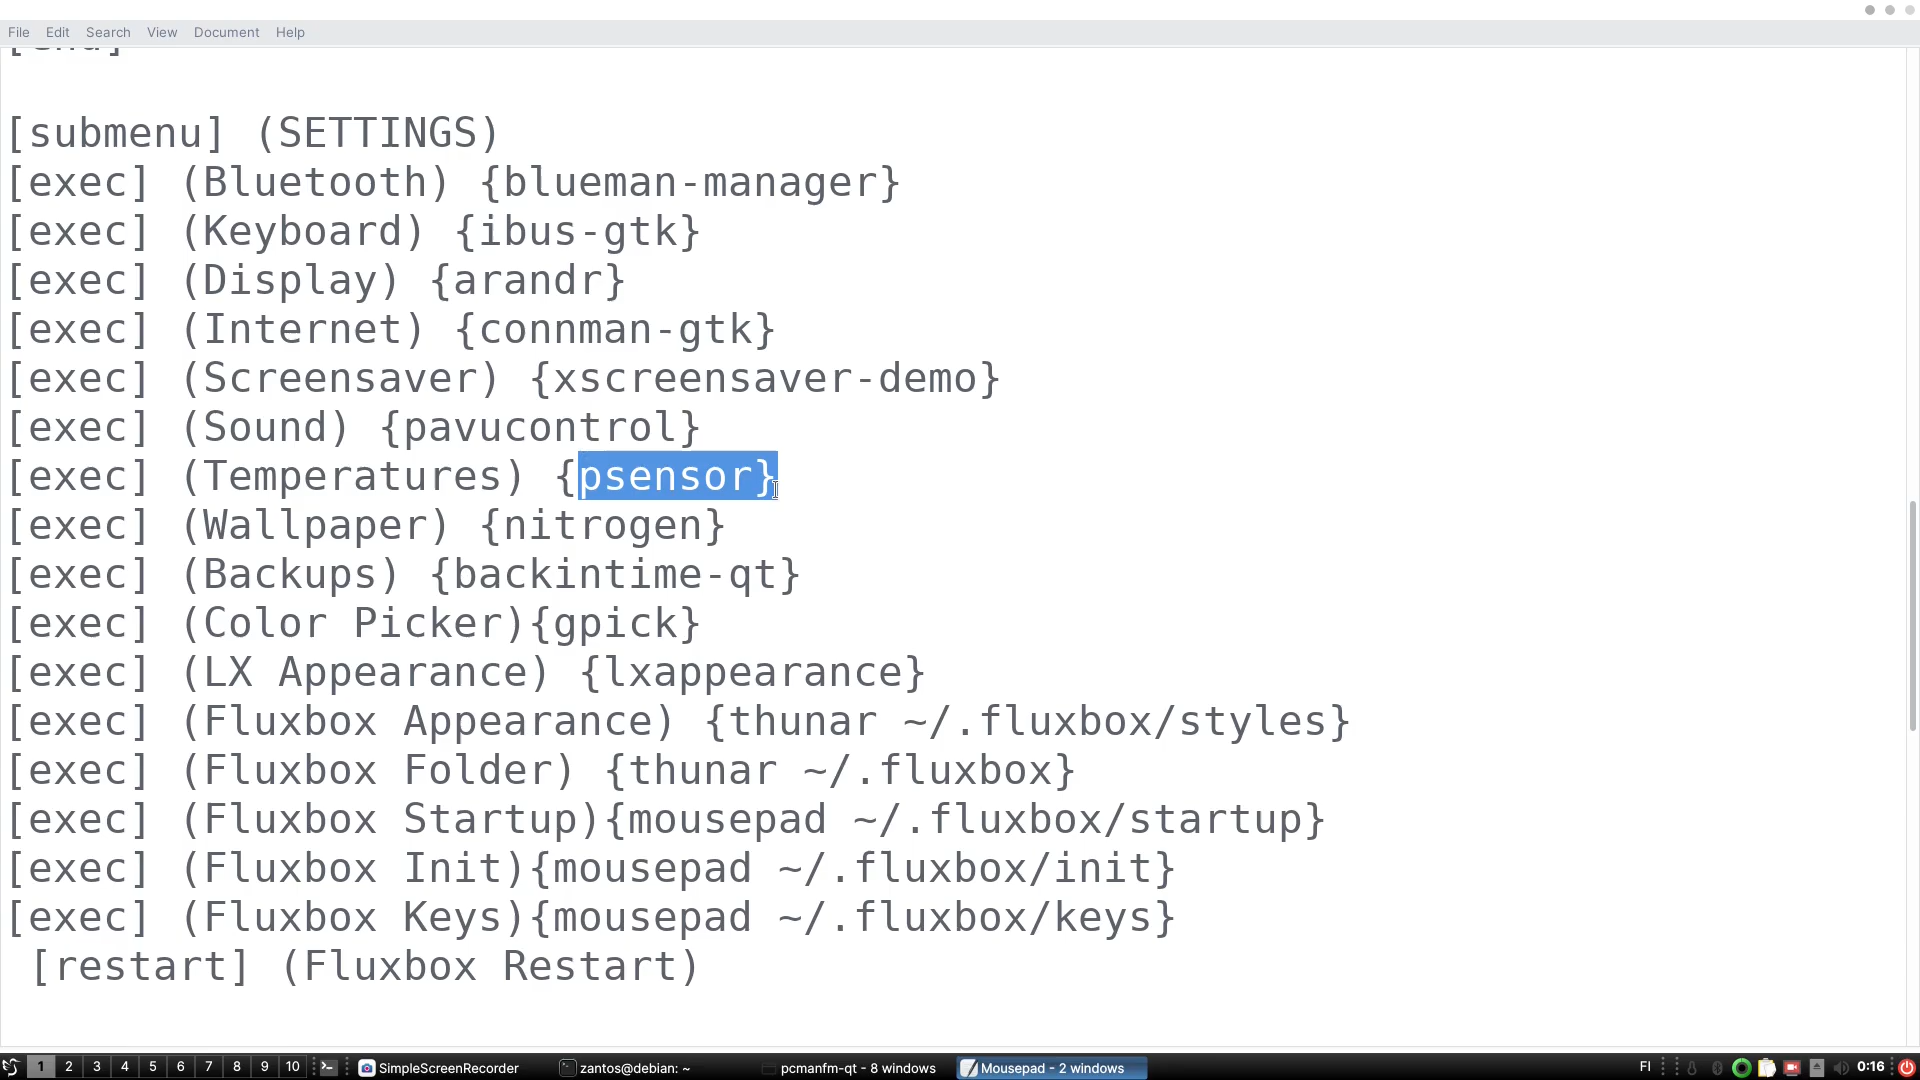 File Edit Search View Document Help
[end]
[submenu] (SETTINGS)
[exec] (Bluetooth) {blueman-manager}
[exec] (Keyboard) {ibus-gtk}
[exec] (Display) {arandr}
[exec] (Internet) {connman-gtk}
[exec] (Screensaver) {xscreensaver-demo}
[exec] (Sound) {pavucontrol}
[exec] (Temperatures) {psensor}
[exec] (Wallpaper) {nitrogen}
[exec] (Backups) {backintime-qt}
[exec] (Color Picker){gpick}
[exec] (LX Appearance) {lxappearance}
[exec] (Fluxbox Appearance) {thunar ~/.fluxbox/styles}
[exec] (Fluxbox Folder) {thunar ~/.fluxbox}
[exec] (Fluxbox Startup){mousepad ~/.fluxbox/startup}
[exec] (Fluxbox Init){mousepad ~/.fluxbox/init}
[exec] (Fluxbox Keys){mousepad ~/.fluxbox/keys}
[restart] (Fluxbox Restart)
1 2 3 4 5 6 7 8 9 10 SimpleScreenRecorder zantos@debian: ~ pcmanfm-qt - 8 windows Mousepad - 2 windows FI 0:16